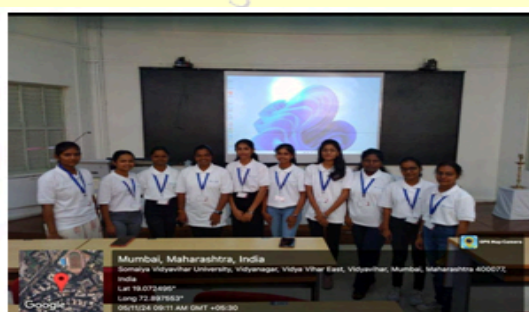 Mumbai, Maharashtra, India
Somaiya Vidyavihar University, Vidyanagar, Vidya Vihar East, Vidyavihar, Mumbai, Maharashtra 400077,
India
Lat 19.072495°
Long 72.897553°
05/11/24 09:11 AM GMT +05:30
GPS Map Camera
Google